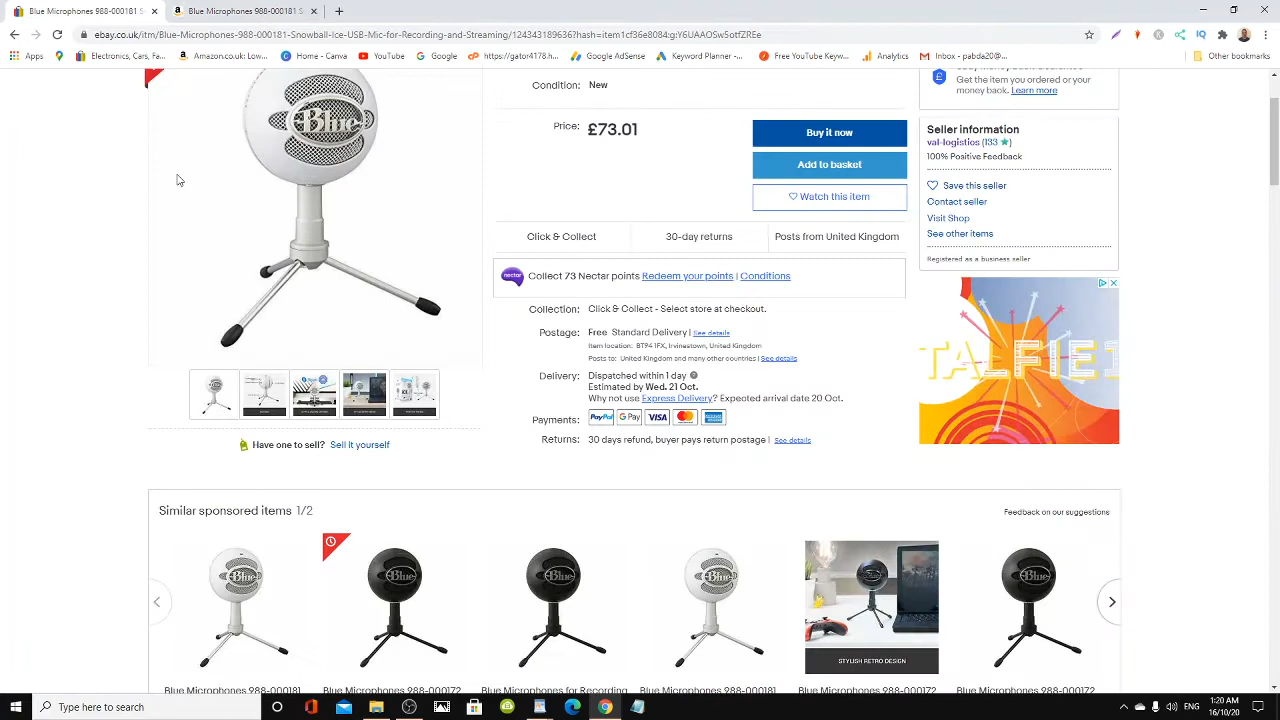 Blue Microphones 988-000181 S
Blue Microphones 988-000181 S
ebay.co.uk/itm/Blue-Microphones-988-000181-Snowball-Ice-USB-Mic-for-Recording-and-Streaming/124343189636?hash=item1cf36e8084:g:Y6UAAOSw5otfZREe
Apps
Electronics, Cars, Fa...
Amazon.co.uk: Low...
Home - Canva
YouTube
Google
https://gator4178.h...
Google AdSense
Keyword Planner -...
Free YouTube Keyw...
Analytics
Inbox - pabda20@...
Other bookmarks
Blue
Condition: New
Price: £73.01
Buy it now
Add to basket
Watch this item
Click & Collect
30-day returns
Posts from United Kingdom
nectar
Collect 73 Nectar points Redeem your points | Conditions
Collection: Click & Collect - Select store at checkout.
Postage: Free Standard Delivery | See details
Item location: BT94 1FX, Irvinestown, United Kingdom
Posts to: United Kingdom and many other countries | See details
Delivery: Dispatched within 1 day
Estimated by Wed. 21 Oct.
Why not use Express Delivery? Expected arrival date 20 Oct.
Payments: PayPal G Pay VISA
Returns: 30 days refund, buyer pays return postage | See details
Get the item you ordered or your
money back. Learn more
Seller information
val-logistics (133 ★)
100% Positive Feedback
Save this seller
Contact seller
Visit Shop
See other items
Registered as a business seller
Have one to sell? Sell it yourself
Similar sponsored items 1/2
Feedback on our suggestions
Blue
Blue
Blue
Blue
STYLISH RETRO DESIGN
Blue
Blue Microphones 988-000181
Blue Microphones 988-000172
Blue Microphones for Recording
Blue Microphones 988-000181
Blue Microphones 988-000172
Blue Microphones 988-000172
Type here to search
ENG
1:20 AM
16/10/20